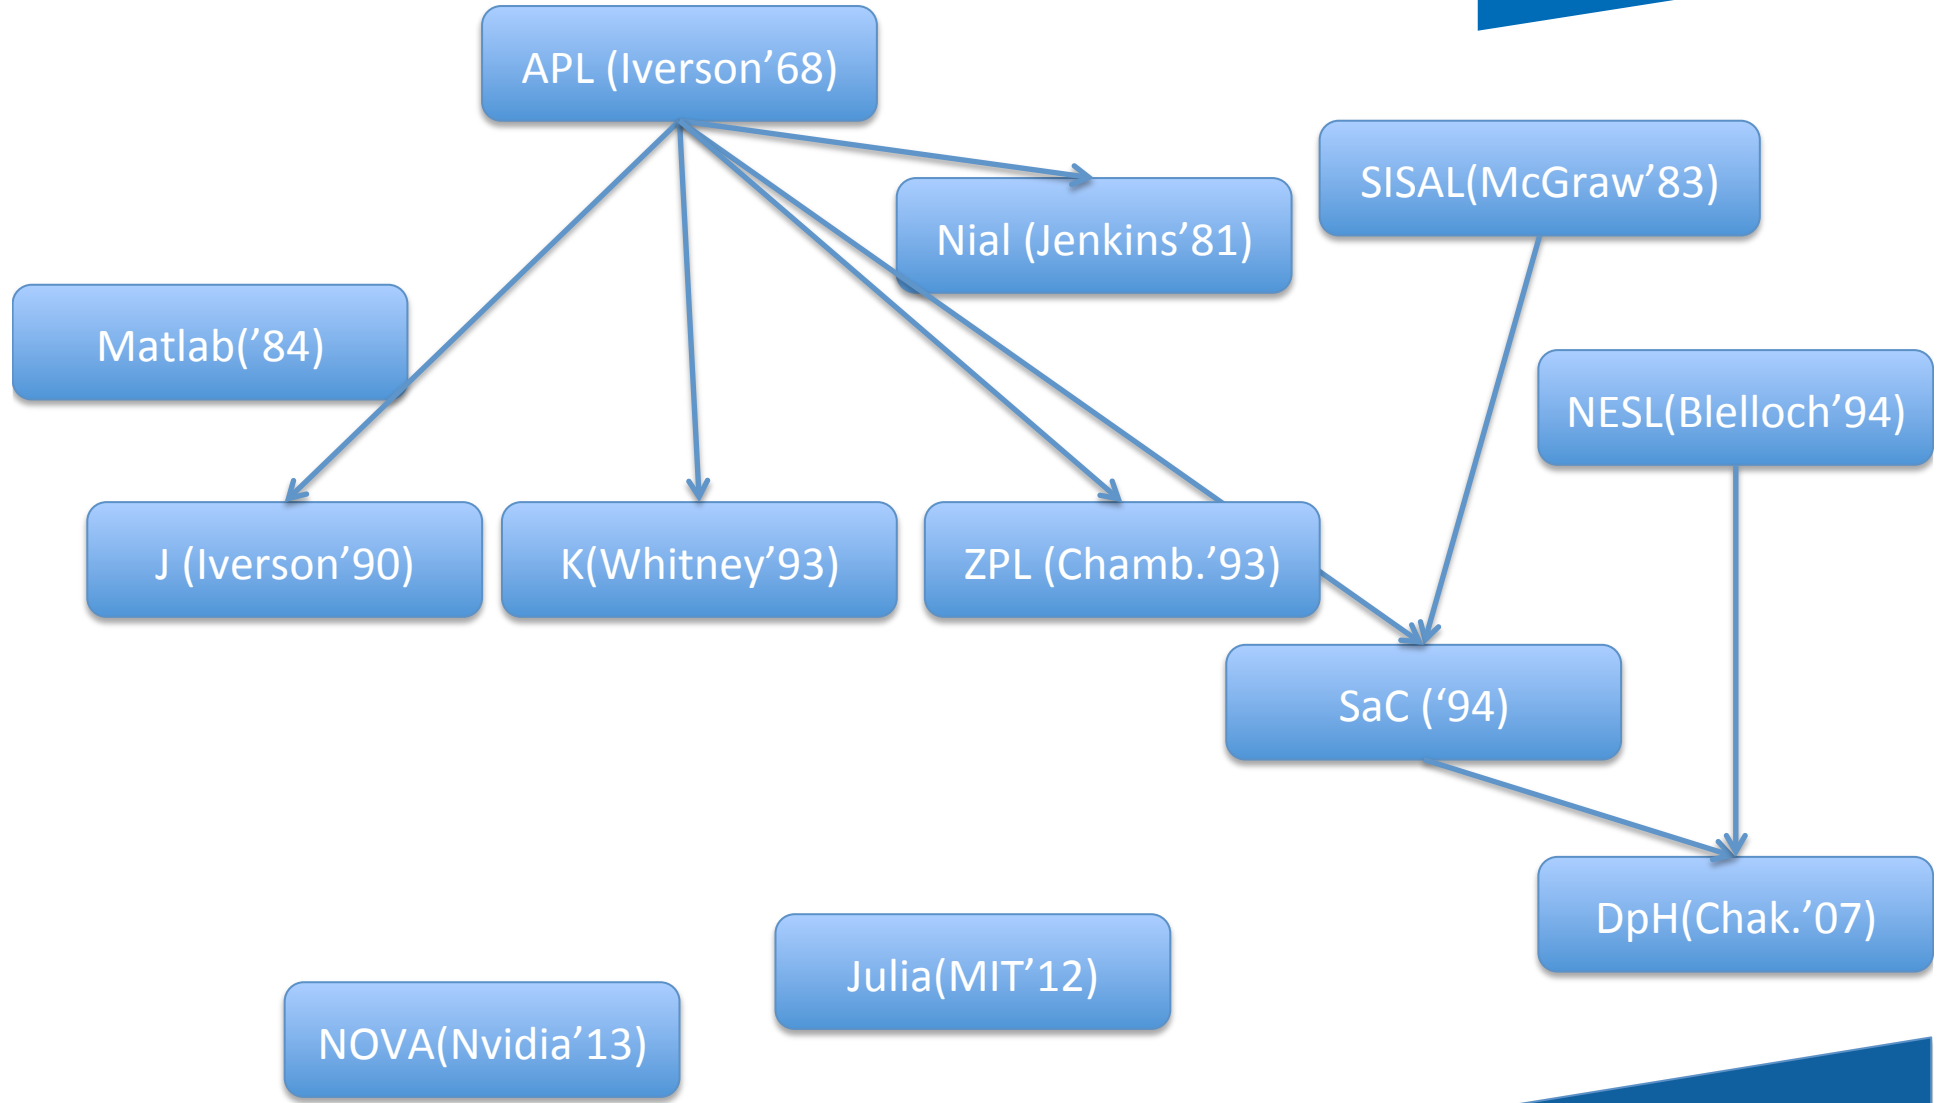 APL (Iverson’68)
SISAL(McGraw’83)
Nial (Jenkins’81)
Matlab(’84)
NESL(Blelloch’94)
J (Iverson’90)
K(Whitney’93)
ZPL (Chamb.’93)
SaC (‘94)
DpH(Chak.’07)
Julia(MIT’12)
NOVA(Nvidia’13)